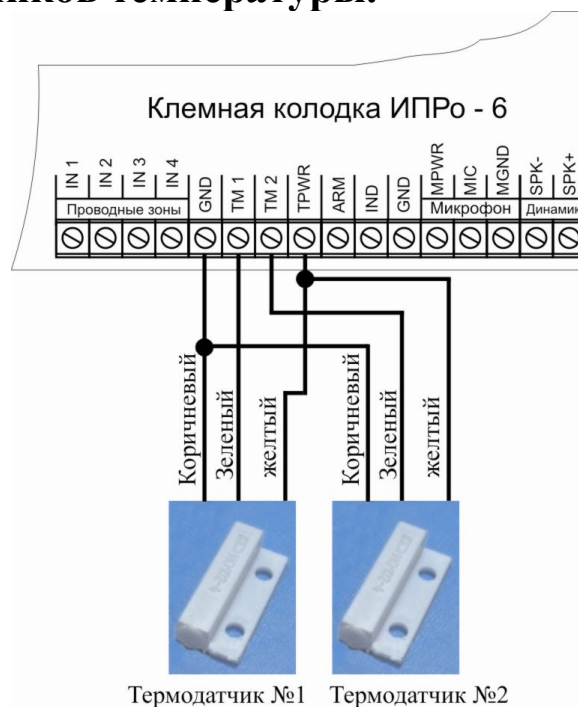 температуры.
Клемная колодка ИПРо - 6
IN 1 IN 2 IN 3 IN 4 GND TM 1 TM 2 TPWR ARM IND GND MPWR MIC MGND SPK- SPK+
Проводные зоны Микрофон Динамик
Коричневый Зеленый желтый Коричневый Зеленый желтый
Термодатчик №1 Термодатчик №2